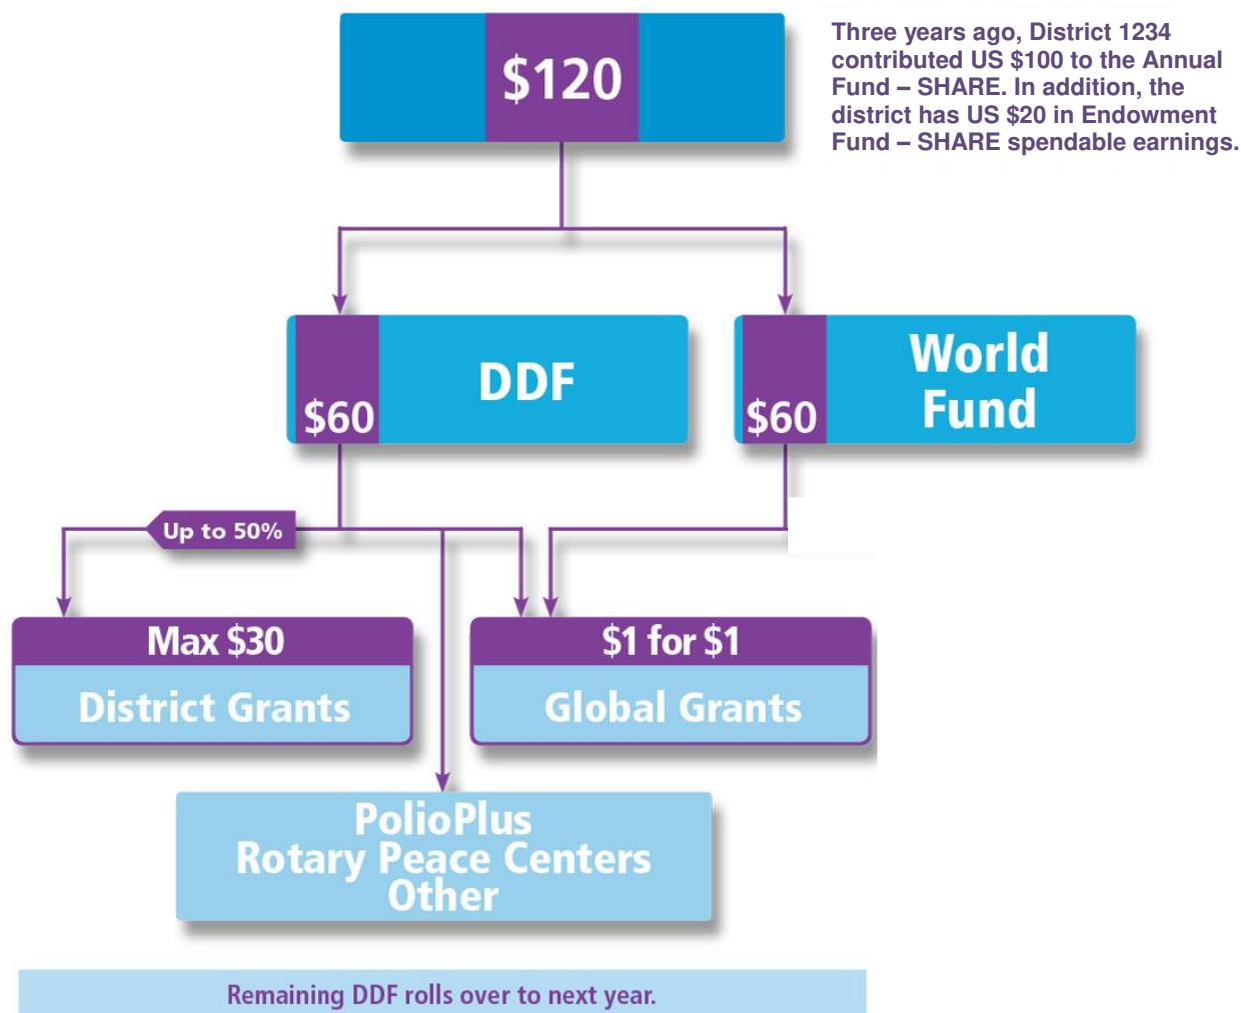 $120
Three years ago, District 1234
contributed US $100 to the Annual
Fund – SHARE. In addition, the
district has US $20 in Endowment
Fund – SHARE spendable earnings.
$60
DDF
$60
World
Fund
Up to 50%
Max $30
District Grants
$1 for $1
Global Grants
PolioPlus
Rotary Peace Centers
Other
Remaining DDF rolls over to next year.